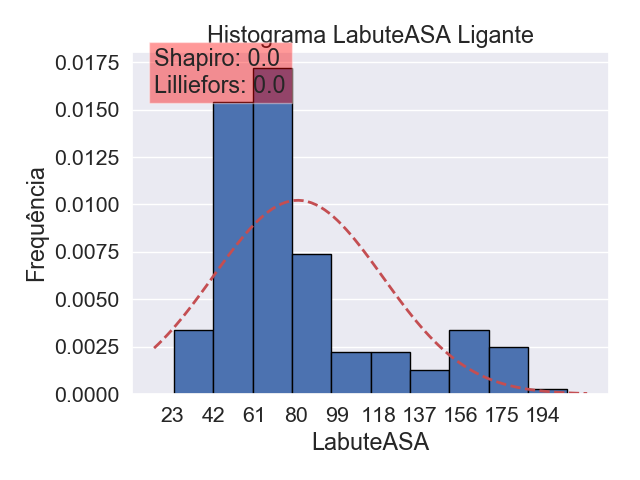 Histograma LabuteASA Ligante
Shapiro: 0.0
Lilliefors: 0.0
Frequência
0.0175
0.0150
0.0125
0.0100
0.0075
0.0050
0.0025
0.0000
23 42 61 80 99 118 137 156 175 194
LabuteASA